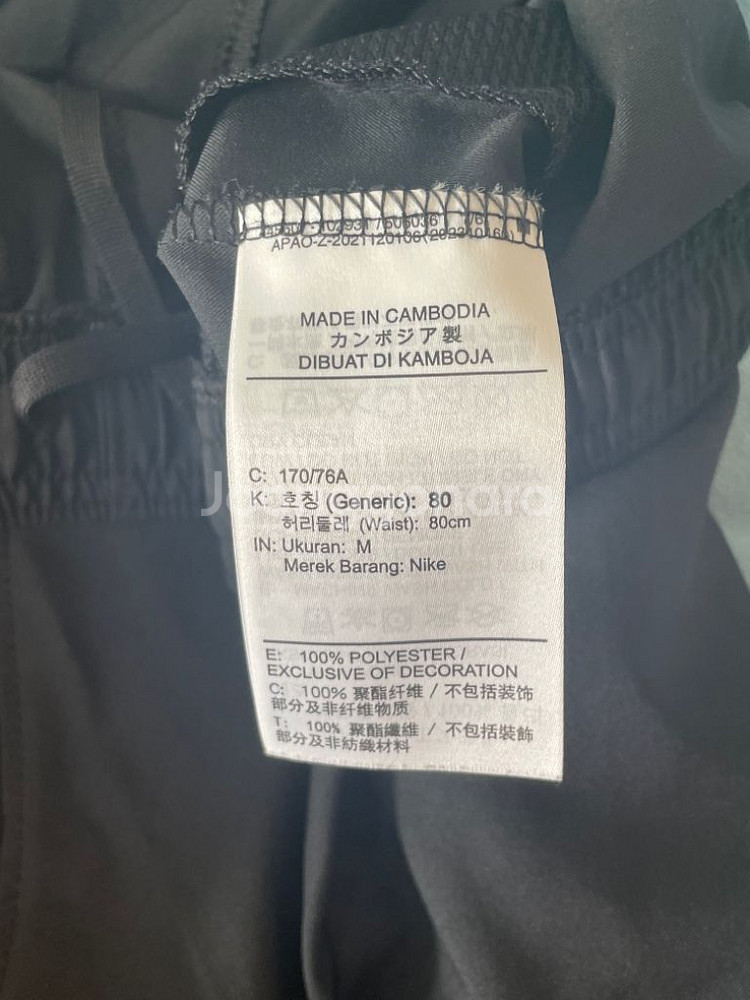 APAO-Z-2021120106
MADE IN CAMBODIA
カンボジア製
DIBUAT DI KAMBOJA
C: 170/76A
K: 호칭 (Generic): 80
허리둘레 (Waist): 80cm
IN: Ukuran: M
Merek Barang: Nike
E: 100% POLYESTER /
EXCLUSIVE OF DECORATION
C: 100% 聚酯纤维 / 不包括装饰
部分及非纤维物质
T: 100% 聚酯纖維 / 不包括裝飾
部分及非紡織材料